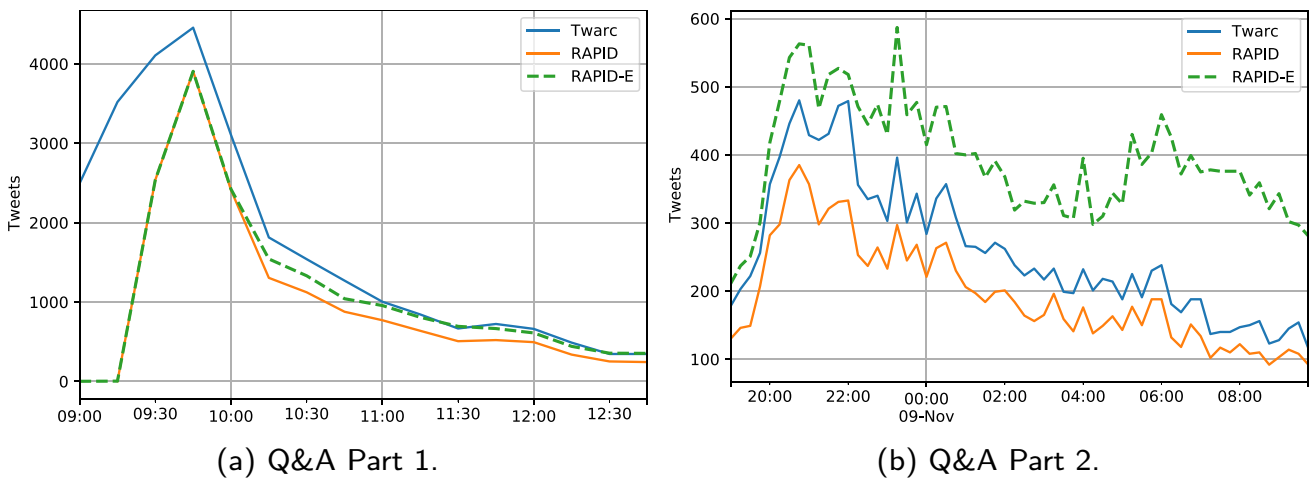 Tweets
4000
3000
2000
1000
0
09:00 09:30 10:00 10:30 11:00 11:30 12:00 12:30
Twarc
RAPID
RAPID-E
(a) Q&A Part 1.
Tweets
600
500
400
300
200
100
20:00 22:00 00:00 02:00 04:00 06:00 08:00
09-Nov
Twarc
RAPID
RAPID-E
(b) Q&A Part 2.